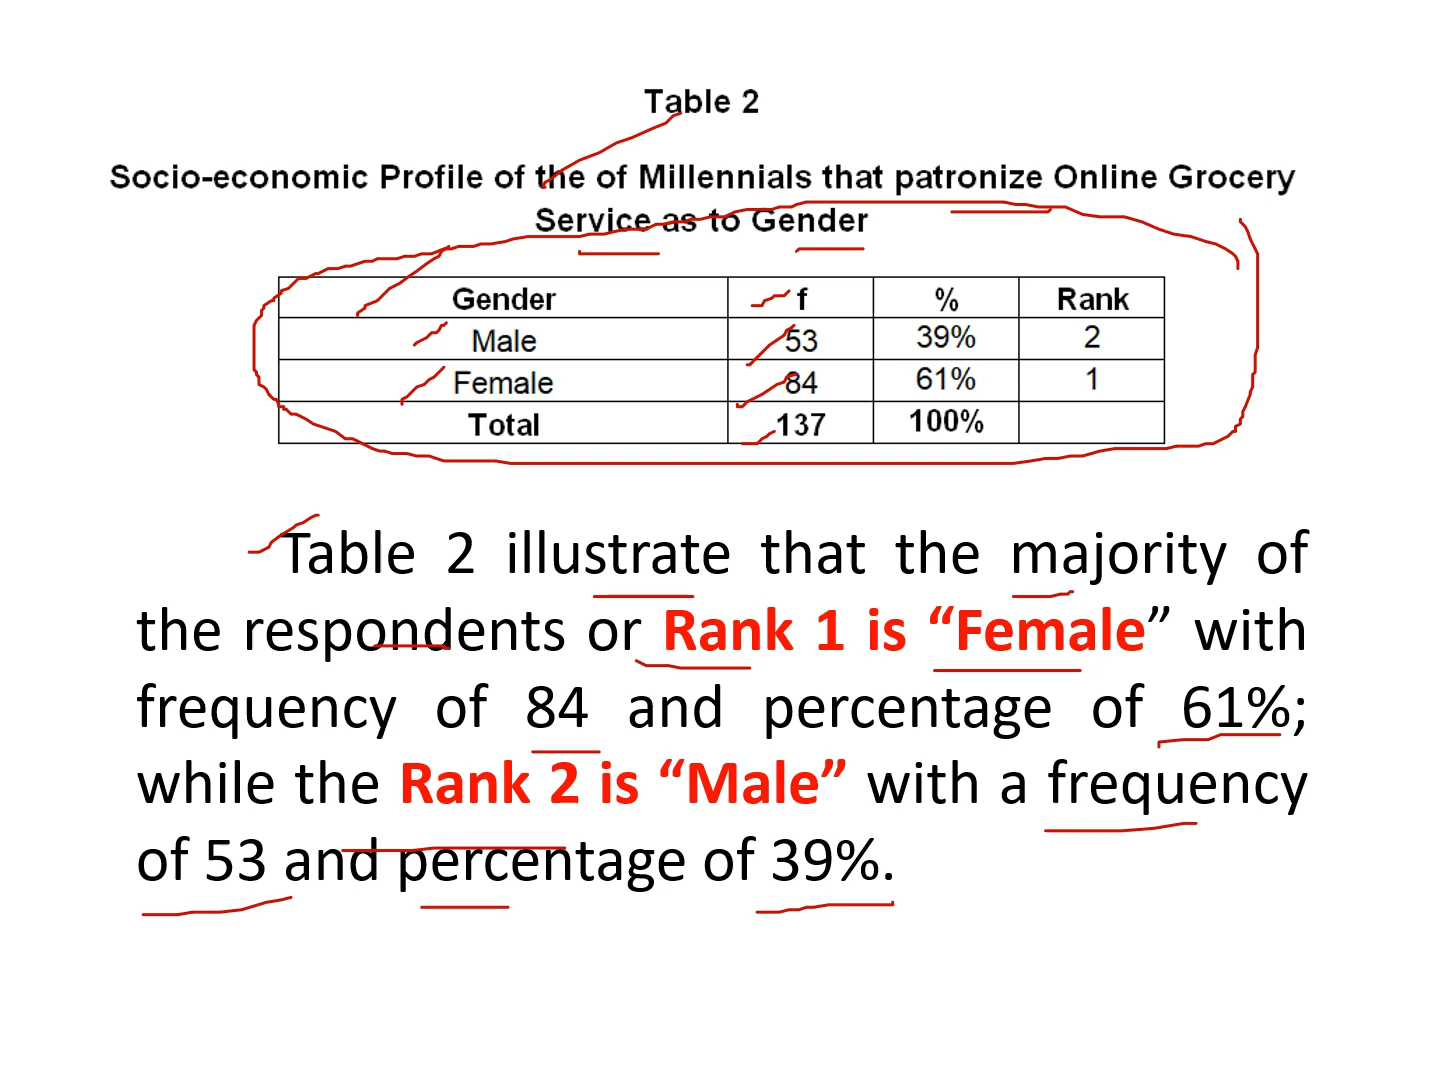 Table 2
Socio-economic Profile of the of Millennials that patronize Online Grocery
Service as to Gender
Gender f % Rank
Male 53 39% 2
Female 84 61% 1
Total 137 100%
Table 2 illustrate that the majority of
the respondents or Rank 1 is “Female” with
frequency of 84 and percentage of 61%;
while the Rank 2 is “Male” with a frequency
of 53 and percentage of 39%.